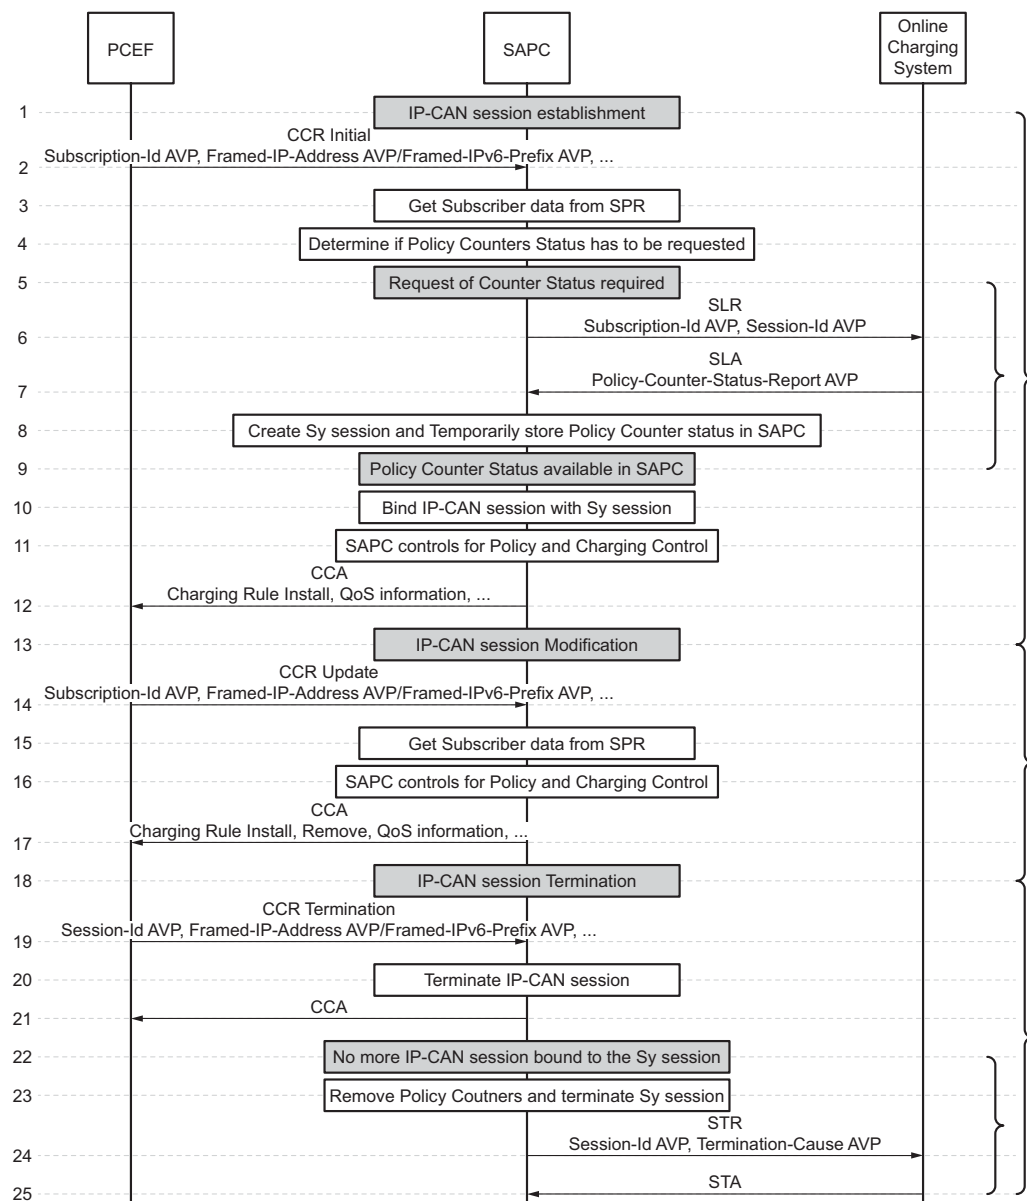 PCEF
SAPC
Online
Charging
System
1
IP-CAN session establishment
CCR Initial
Subscription-Id AVP, Framed-IP-Address AVP/Framed-IPv6-Prefix AVP, ...
2
3
Get Subscriber data from SPR
4
Determine if Policy Counters Status has to be requested
5
Request of Counter Status required
SLR
Subscription-Id AVP, Session-Id AVP
6
SLA
Policy-Counter-Status-Report AVP
7
8
Create Sy session and Temporarily store Policy Counter status in SAPC
9
Policy Counter Status available in SAPC
10
Bind IP-CAN session with Sy session
11
SAPC controls for Policy and Charging Control
CCA
Charging Rule Install, QoS information, ...
12
13
IP-CAN session Modification
CCR Update
Subscription-Id AVP, Framed-IP-Address AVP/Framed-IPv6-Prefix AVP, ...
14
15
Get Subscriber data from SPR
16
SAPC controls for Policy and Charging Control
CCA
Charging Rule Install, Remove, QoS information, ...
17
18
IP-CAN session Termination
CCR Termination
Session-Id AVP, Framed-IP-Address AVP/Framed-IPv6-Prefix AVP, ...
19
20
Terminate IP-CAN session
CCA
21
22
No more IP-CAN session bound to the Sy session
23
Remove Policy Coutners and terminate Sy session
STR
Session-Id AVP, Termination-Cause AVP
24
STA
25